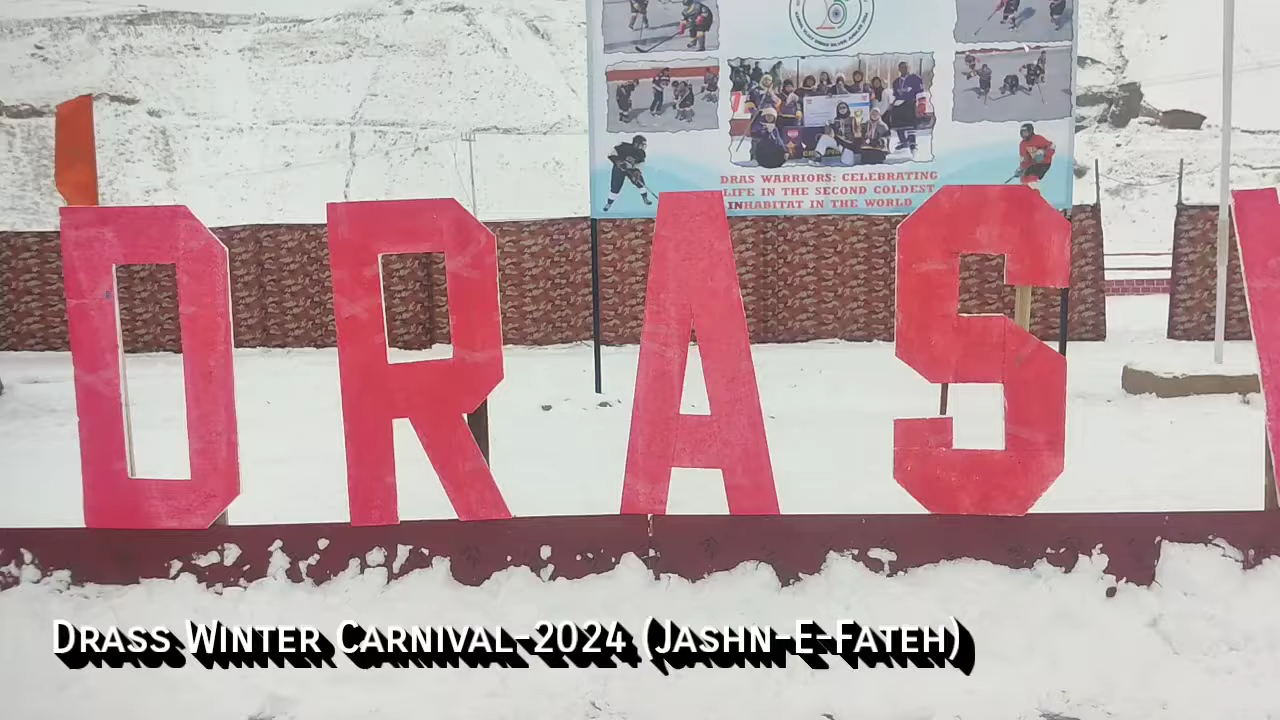 DRAS WARRIORS: CELEBRATING
LIFE IN THE SECOND COLDEST
INHABITAT IN THE WORLD
DRAS
Drass Winter Carnival-2024 (Jashn-E-Fateh)